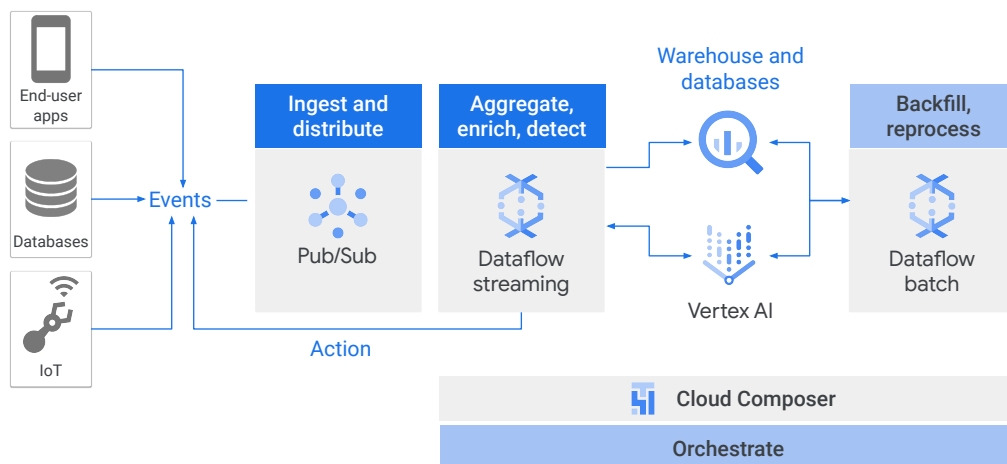 End-user
apps
Databases
IoT
Events
Ingest and
distribute
Pub/Sub
Aggregate,
enrich, detect
Dataflow
streaming
Action
Warehouse and
databases
Vertex AI
Backfill,
reprocess
Dataflow
batch
Cloud Composer
Orchestrate